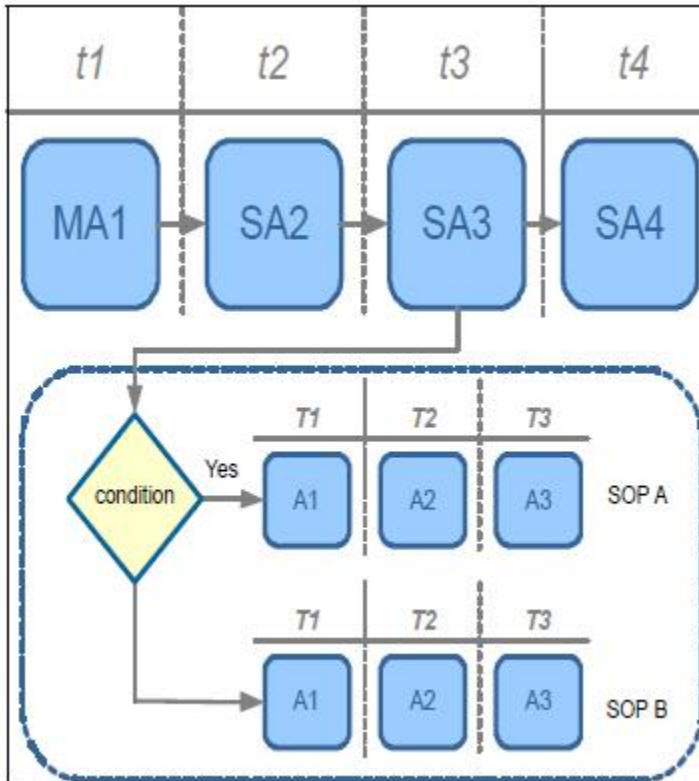 t1 t2 t3 t4
MA1 SA2 SA3 SA4
T1 T2 T3
Yes
condition A1 A2 A3 SOP A
T1 T2 T3
A1 A2 A3 SOP B